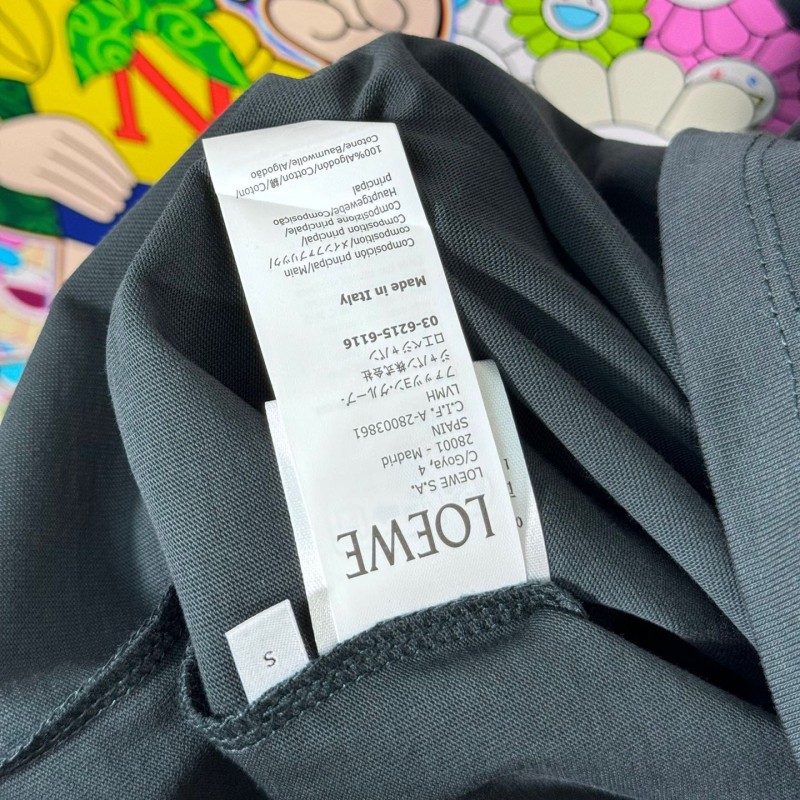 LOEWE
LOEWE S.A.
C/Goya, 4
28001 - Madrid
SPAIN
C.I.F. A-28003861
LVMH
ファッション・グループ・
ジャパン株式会社
ロエベジャパン
03-6215-6116
Made in Italy
Composición principal/Main
composition/メインファブリック/
Composition principale/
Composizione principale/
Hauptgewebe/Composição
principal
100%Algodón/Cotton/綿/Coton/
Cotone/Baumwolle/Algodão
S
N